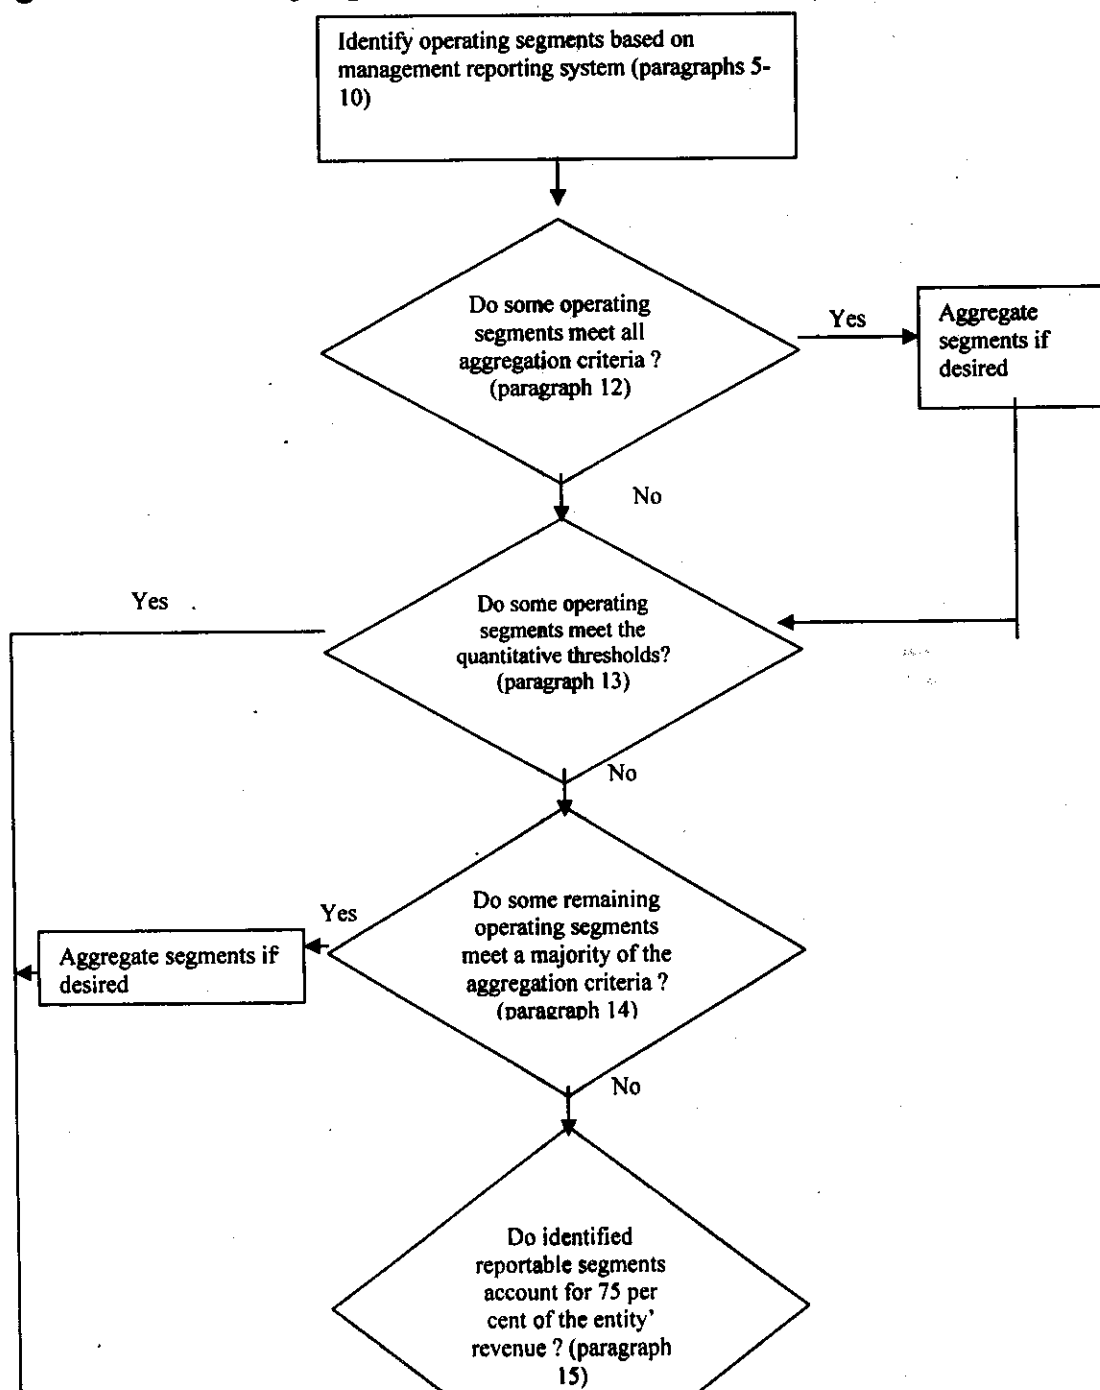 Identify operating segments based on
management reporting system (paragraphs 5-
10)
Do some operating
segments meet all
aggregation criteria ?
(paragraph 12)
Yes
Aggregate
segments if
desired
No
Yes
Do some operating
segments meet the
quantitative thresholds?
(paragraph 13)
No
Do some remaining
operating segments
meet a majority of the
aggregation criteria ?
(paragraph 14)
Yes
Aggregate segments if
desired
No
Do identified
reportable segments
account for 75 per
cent of the entity'
revenue ? (paragraph
15)